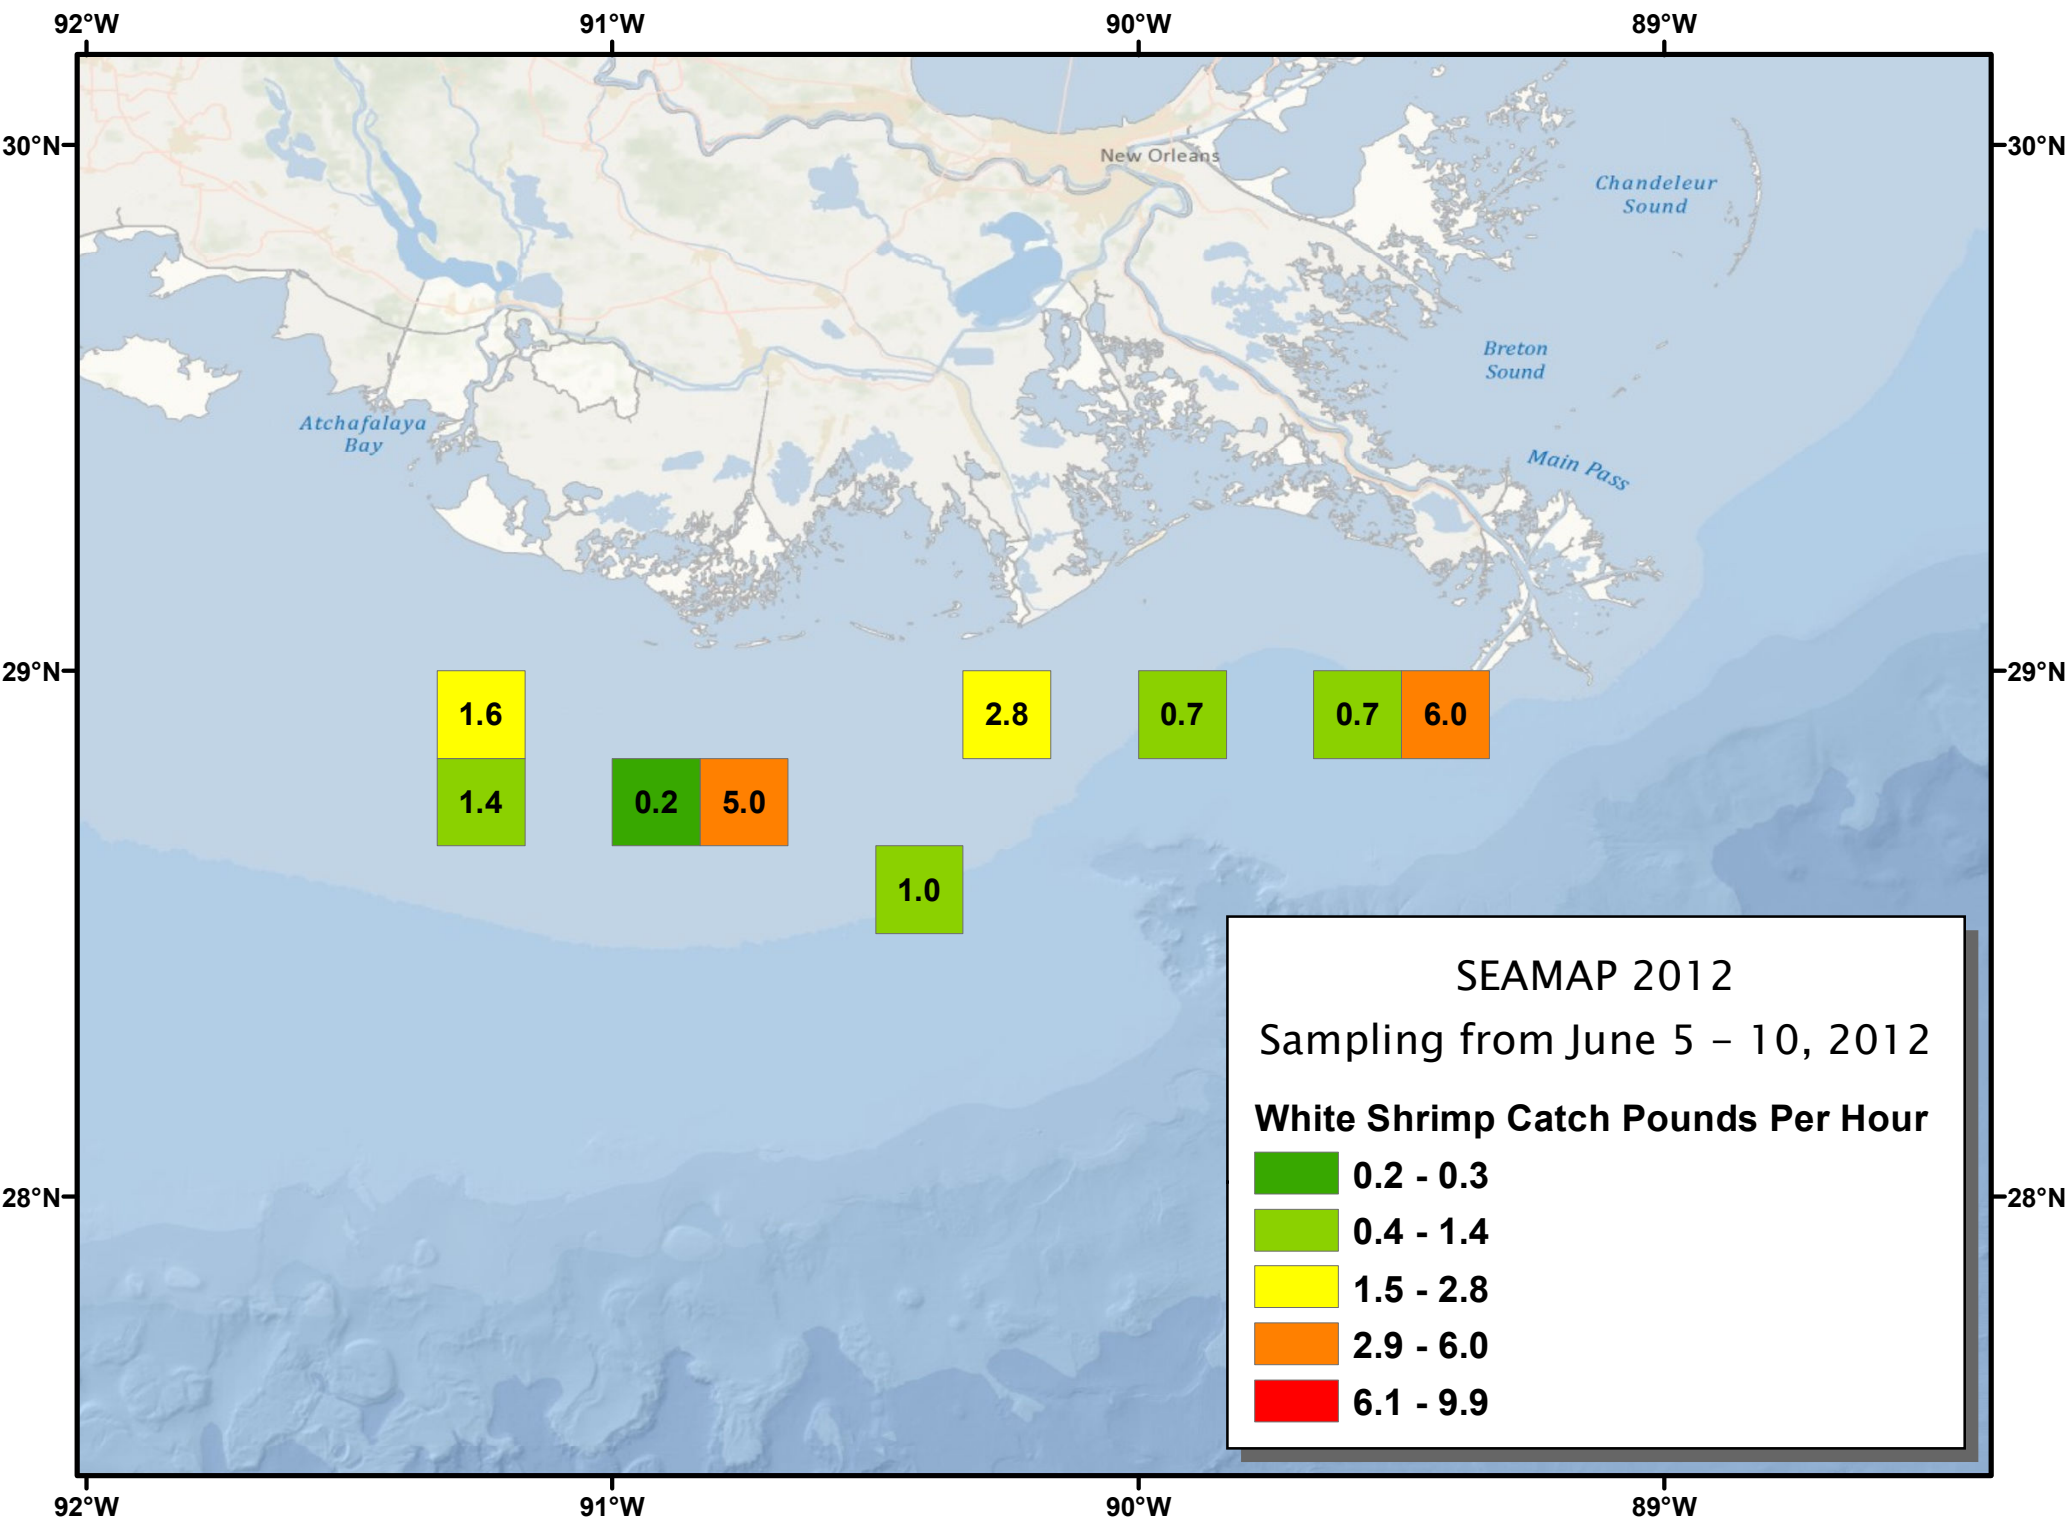 92°W 91°W 90°W 89°W
30°N 30°N
New Orleans
Chandeleur
Sound
Breton
Sound
Atchafalaya
Bay
Main Pass
29°N 29°N
1.6 2.8 0.7 0.7 6.0
1.4 0.2 5.0
1.0
SEAMAP 2012
Sampling from June 5 – 10, 2012
White Shrimp Catch Pounds Per Hour
0.2 - 0.3
0.4 - 1.4
1.5 - 2.8
2.9 - 6.0
6.1 - 9.9
28°N 28°N
92°W 91°W 90°W 89°W